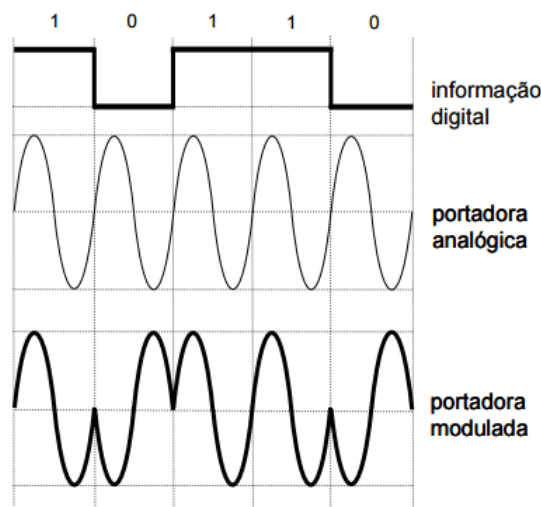 1 0 1 1 0
informação
digital
portadora
analógica
portadora
modulada